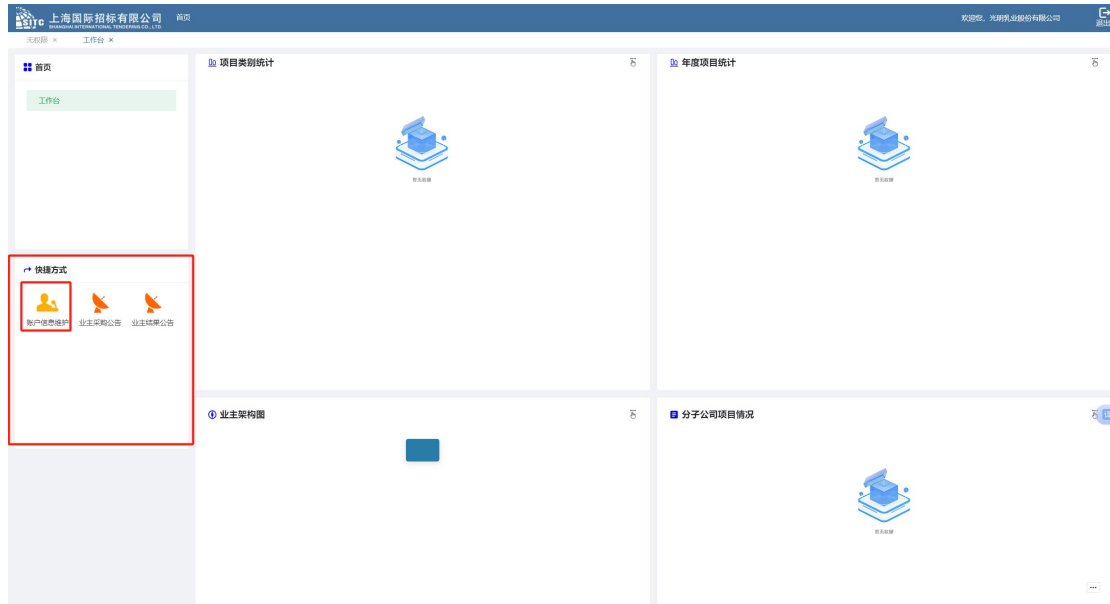 SITC 上海国际招标有限公司 首页 欢迎您，光明乳业股份有限公司 退出
SHANGHAI INTERNATIONAL TENDERING CO., LTD.
无权限 × 工作台 ×
首页
工作台
快捷方式
账户信息维护 业主采购公告 业主结果公告
项目类别统计
暂无数据
年度项目统计
暂无数据
业主架构图
分子公司项目情况
暂无数据